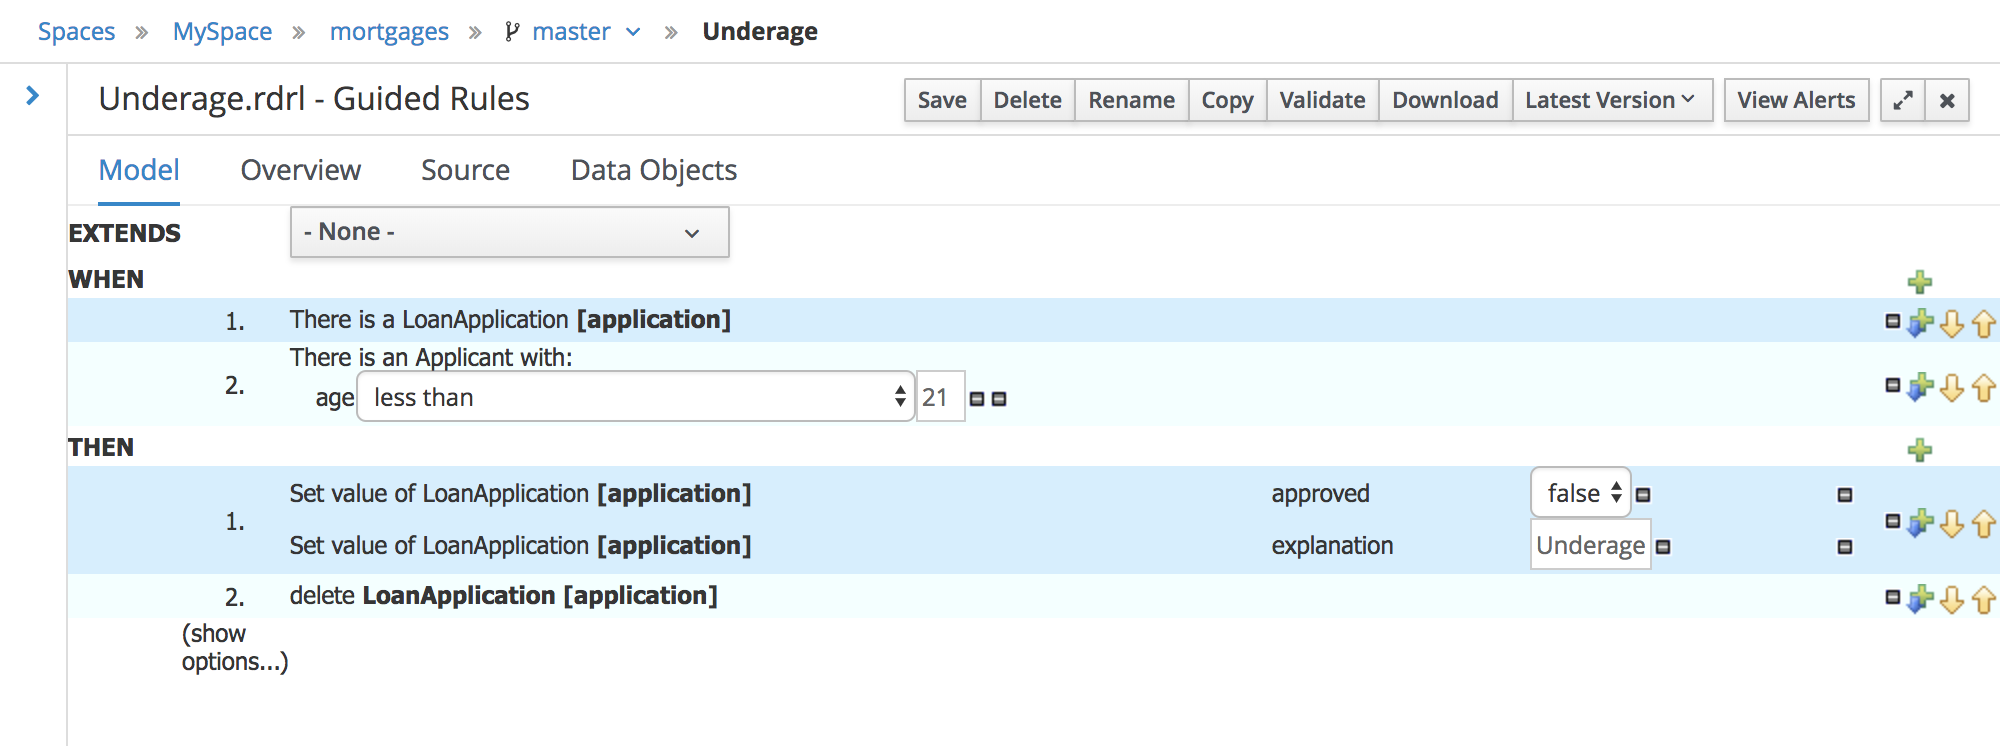 Spaces » MySpace » mortgages » master » Underage
Underage.rdrl - Guided Rules
Save Delete Rename Copy Validate Download Latest Version View Alerts
Model Overview Source Data Objects
EXTENDS - None -
WHEN
1. There is a LoanApplication [application]
2. There is an Applicant with:
age less than 21
THEN
1. Set value of LoanApplication [application] approved false
Set value of LoanApplication [application] explanation Underage
2. delete LoanApplication [application]
(show
options...)